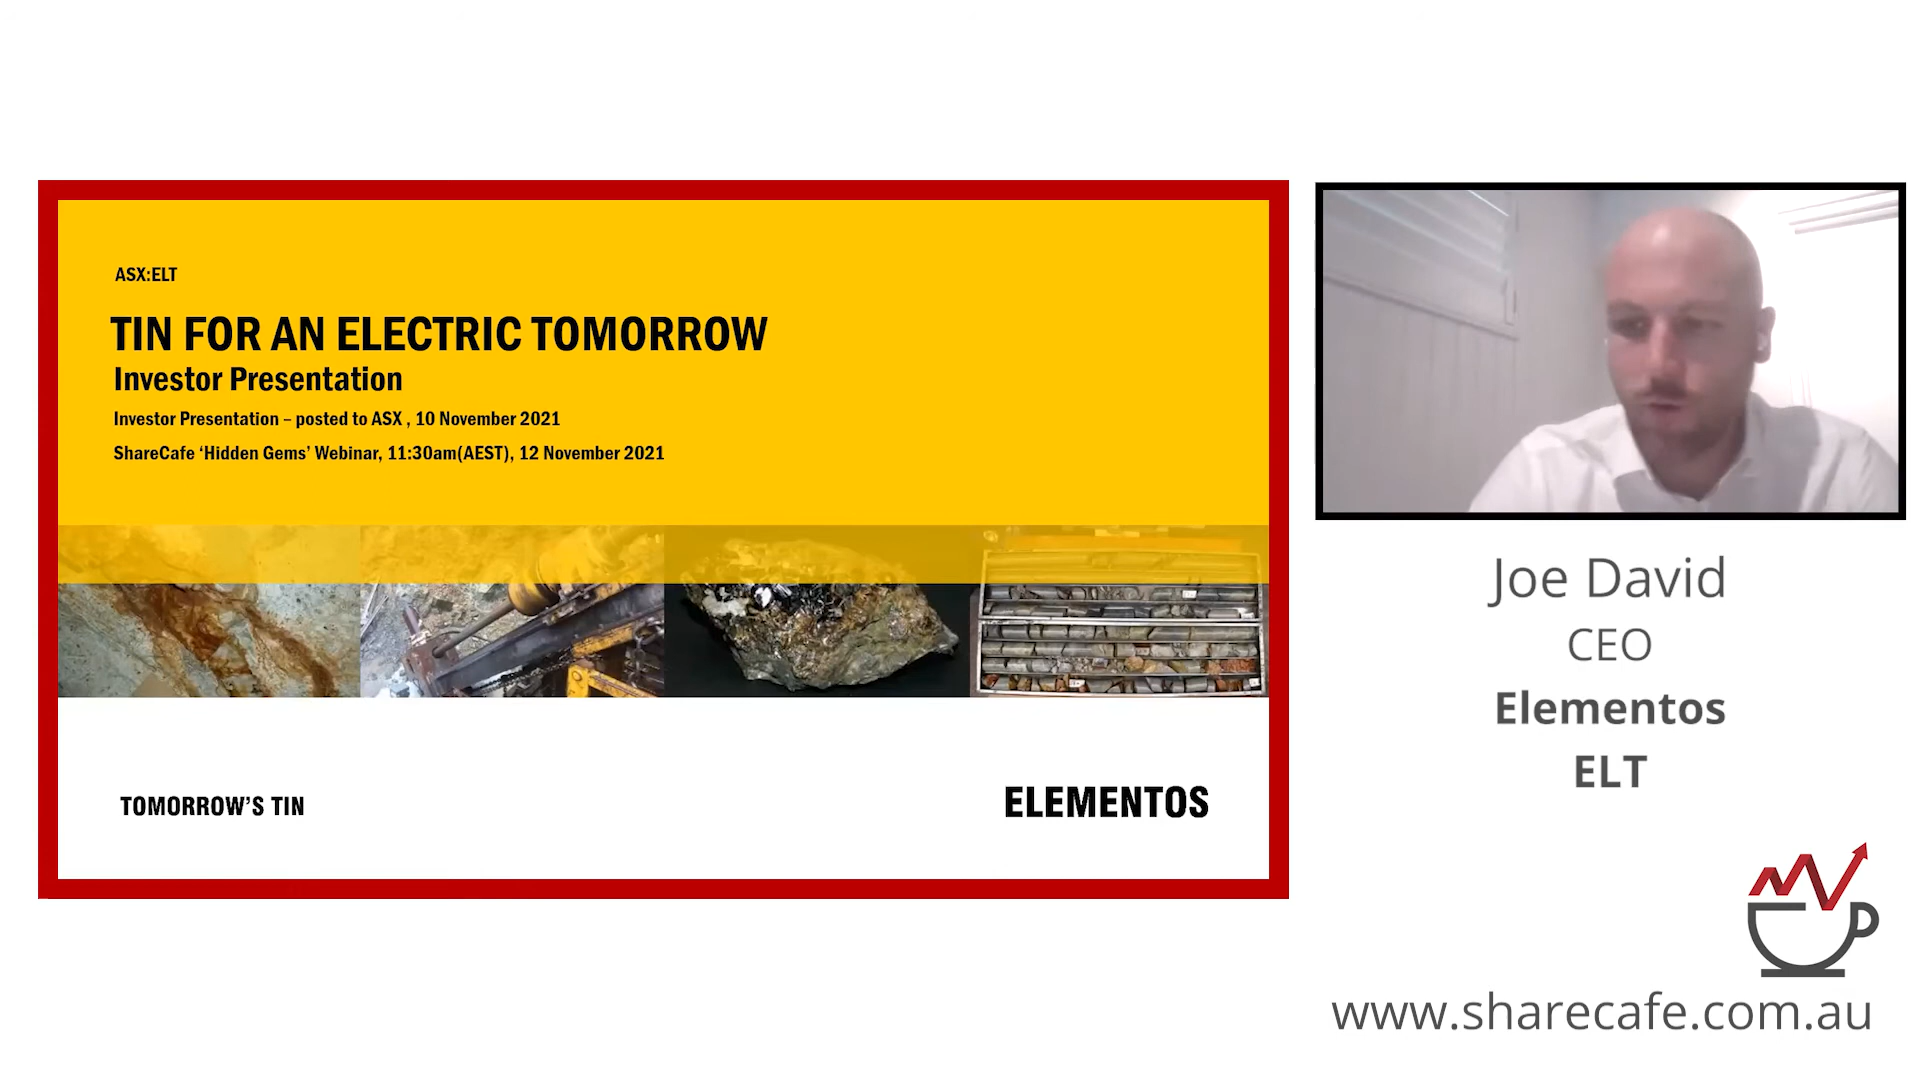 ASX:ELT
TIN FOR AN ELECTRIC TOMORROW
Investor Presentation
Investor Presentation – posted to ASX , 10 November 2021
ShareCafe ‘Hidden Gems’ Webinar, 11:30am(AEST), 12 November 2021
TOMORROW’S TIN
ELEMENTOS
Joe David
CEO
Elementos
ELT
www.sharecafe.com.au